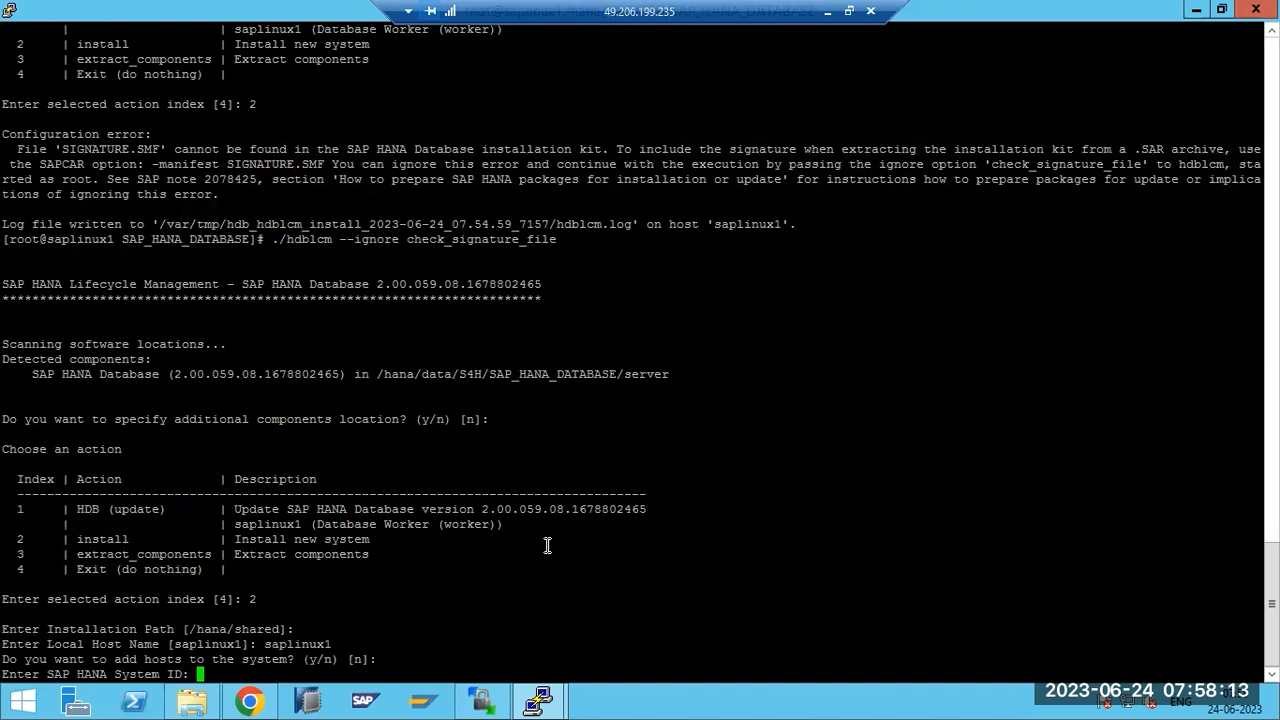 49.206.199.235
| saplinux1 (Database Worker (worker))
2 | install | Install new system
3 | extract_components | Extract components
4 | Exit (do nothing) |
Enter selected action index [4]: 2
Configuration error:
File 'SIGNATURE.SMF' cannot be found in the SAP HANA Database installation kit. To include the signature when extracting the installation kit from a .SAR archive, use
the SAPCAR option: -manifest SIGNATURE.SMF You can ignore this error and continue with the execution by passing the ignore option 'check_signature_file' to hdblcm, sta
rted as root. See SAP note 2078425, section 'How to prepare SAP HANA packages for installation or update' for instructions how to prepare packages for update or implica
tions of ignoring this error.
Log file written to '/var/tmp/hdb_hdblcm_install_2023-06-24_07.54.59_7157/hdblcm.log' on host 'saplinux1'.
[root@saplinux1 SAP_HANA_DATABASE]# ./hdblcm --ignore check_signature_file
SAP HANA Lifecycle Management - SAP HANA Database 2.00.059.08.1678802465
************************************************************************
Scanning software locations...
Detected components:
SAP HANA Database (2.00.059.08.1678802465) in /hana/data/S4H/SAP_HANA_DATABASE/server
Do you want to specify additional components location? (y/n) [n]:
Choose an action
Index | Action | Description
--------------------------------------------------------------------------------
1 | HDB (update) | Update SAP HANA Database version 2.00.059.08.1678802465
| | saplinux1 (Database Worker (worker))
2 | install | Install new system
3 | extract_components | Extract components
4 | Exit (do nothing) |
Enter selected action index [4]: 2
Enter Installation Path [/hana/shared]:
Enter Local Host Name [saplinux1]: saplinux1
Do you want to add hosts to the system? (y/n) [n]:
Enter SAP HANA System ID:
SAP
2023-06-24 07:58:13
ENG
24-06-2023